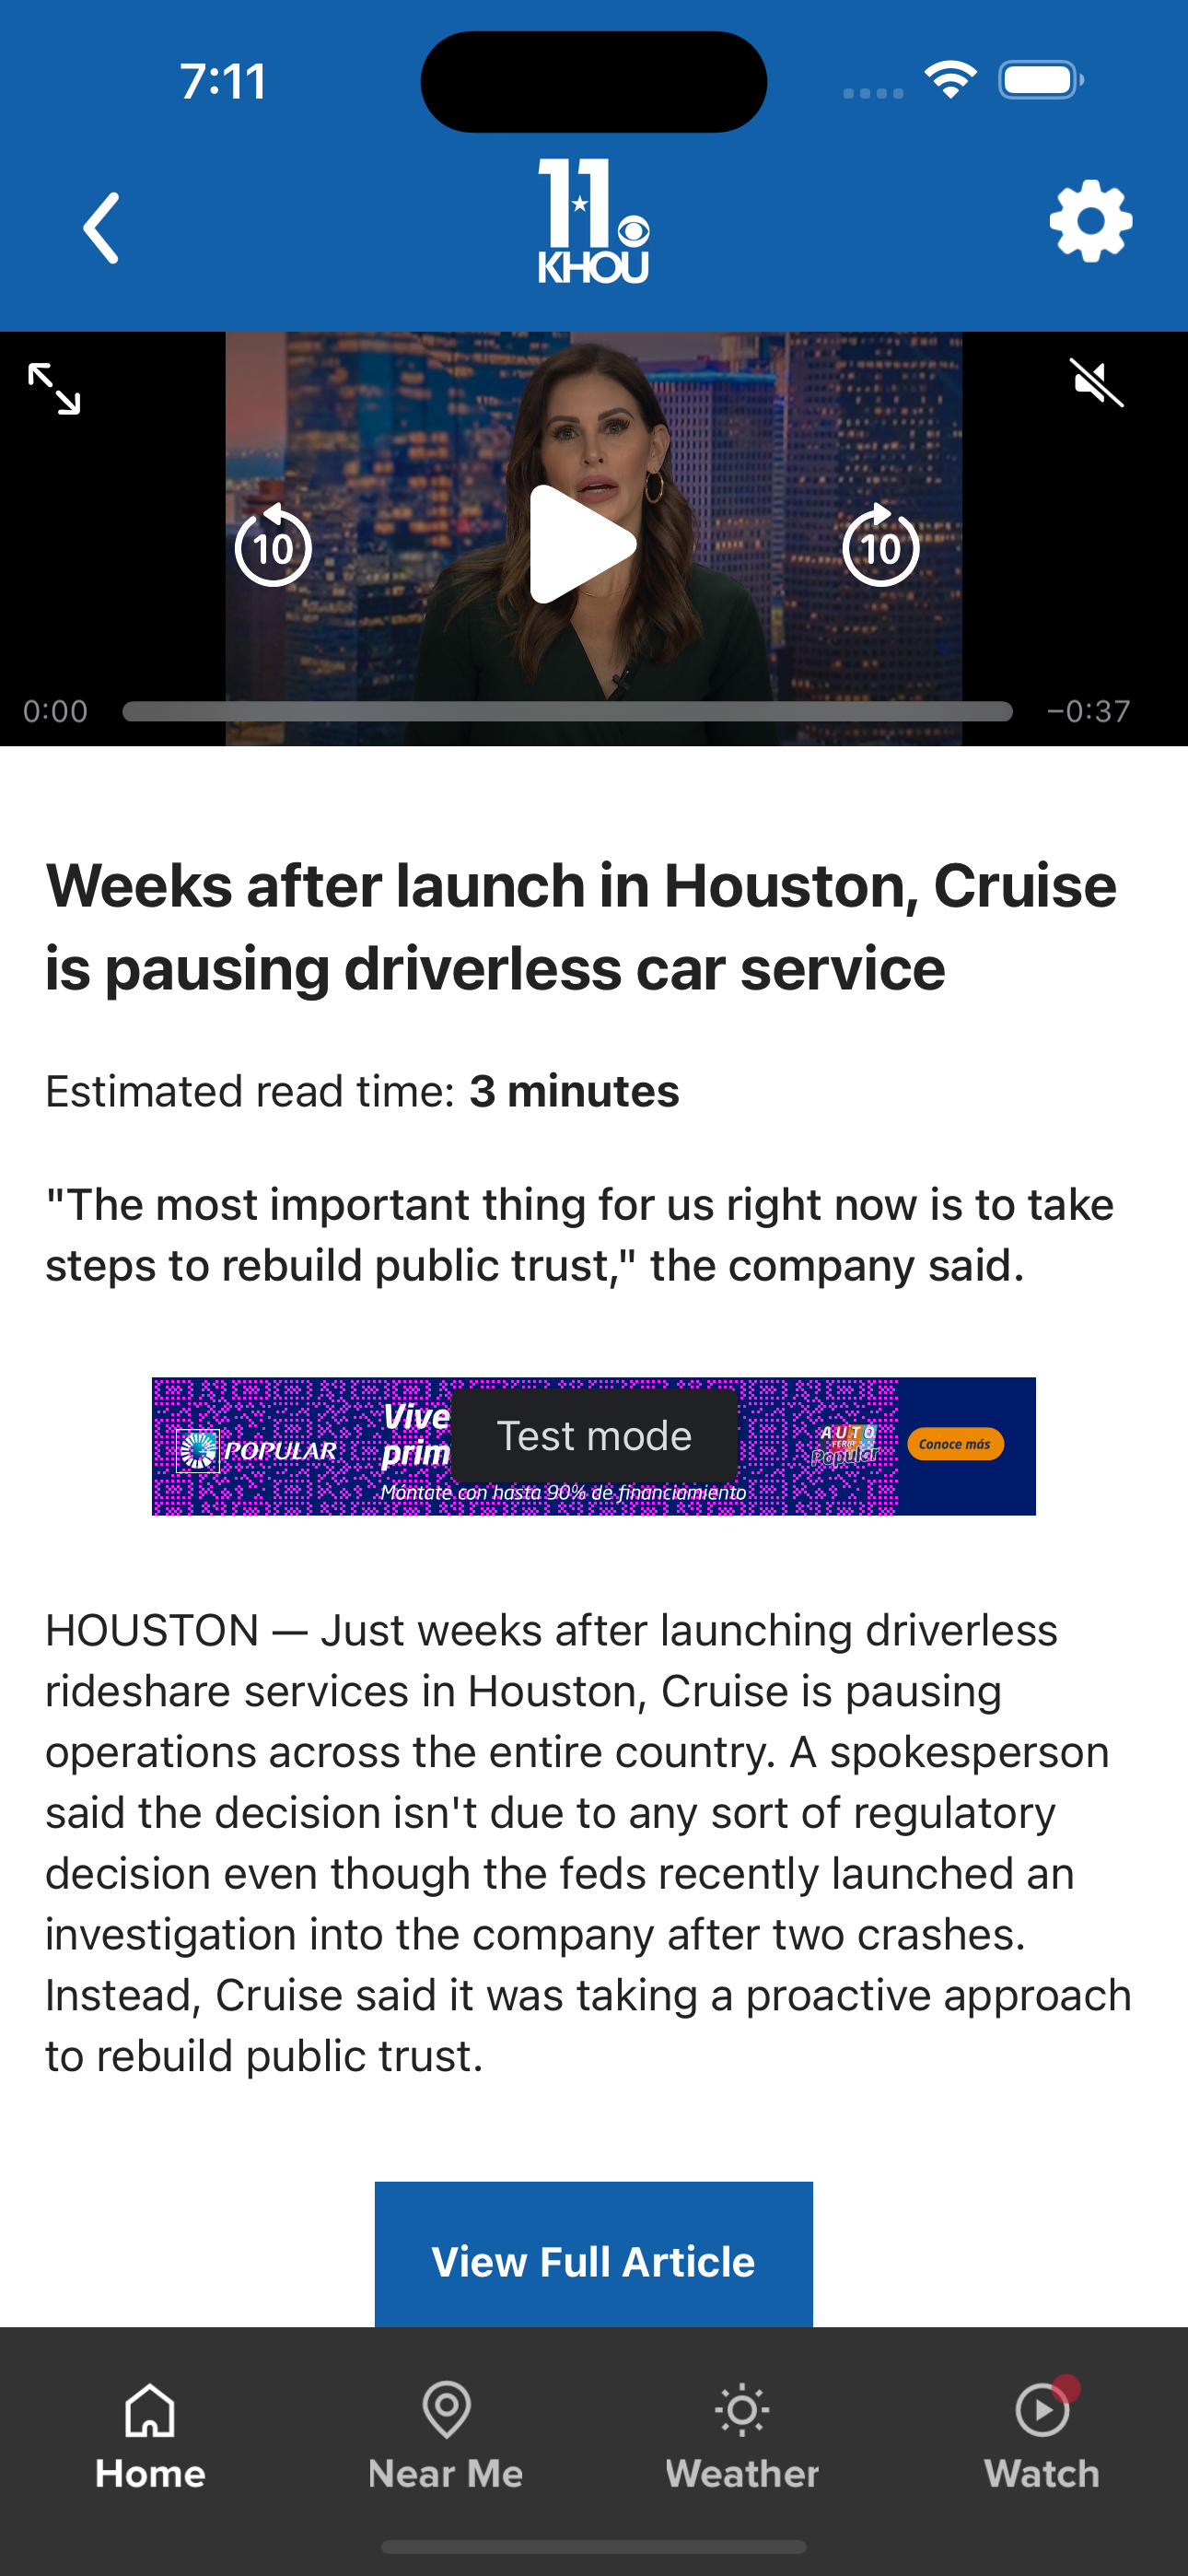 7:11
11
KHOU
10
10
0:00
-0:37
Weeks after launch in Houston, Cruise
is pausing driverless car service
Estimated read time: 3 minutes
"The most important thing for us right now is to take
steps to rebuild public trust," the company said.
POPULAR
Vive
prim
Test mode
Móntate con hasta 90% de financiamiento
AUTO
FERIA
Popular
Conoce más
HOUSTON — Just weeks after launching driverless
rideshare services in Houston, Cruise is pausing
operations across the entire country. A spokesperson
said the decision isn't due to any sort of regulatory
decision even though the feds recently launched an
investigation into the company after two crashes.
Instead, Cruise said it was taking a proactive approach
to rebuild public trust.
View Full Article
Home
Near Me
Weather
Watch